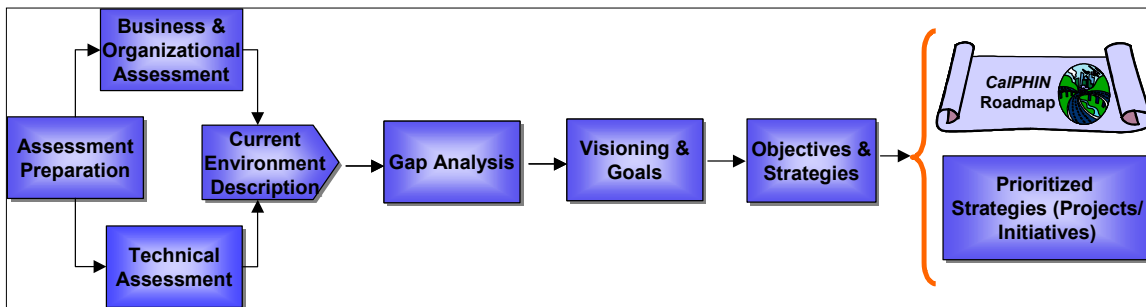 Business &
Organizational
Assessment
Assessment
Preparation
Technical
Assessment
Current
Environment
Description
Gap Analysis
Visioning &
Goals
Objectives &
Strategies
CalPHIN
Roadmap
Prioritized
Strategies (Projects/
Initiatives)